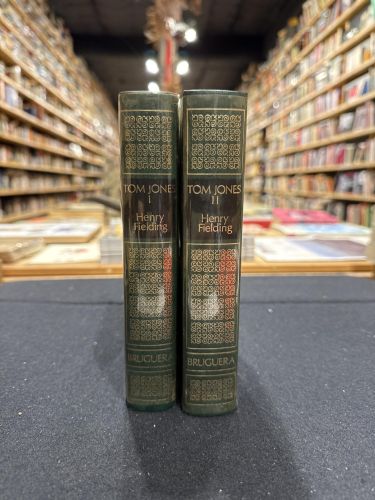 TOM JONES
I
Henry
Fielding
BRUGUERA
TOM JONES
II
Henry
Fielding
BRUGUERA